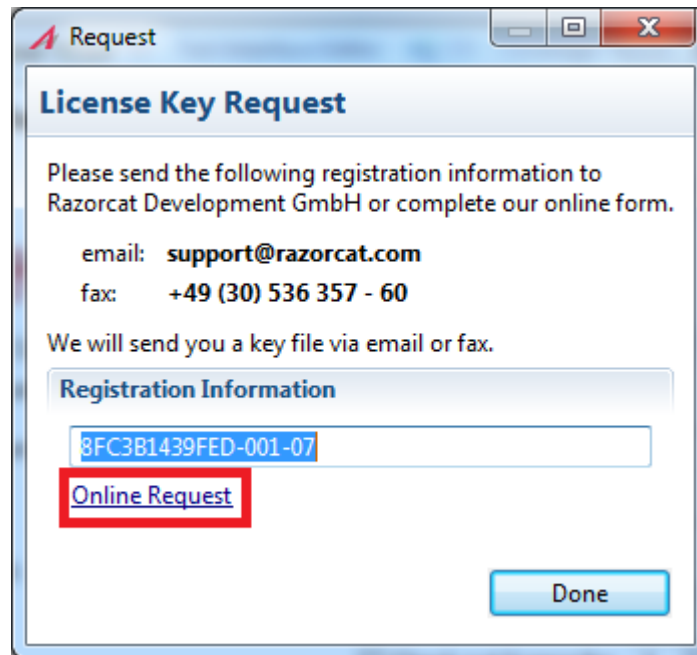 Request
License Key Request
Please send the following registration information to
Razorcat Development GmbH or complete our online form.
email: support@razorcat.com
fax: +49 (30) 536 357 - 60
We will send you a key file via email or fax.
Registration Information
8FC3B1439FED-001-07
Online Request
Done